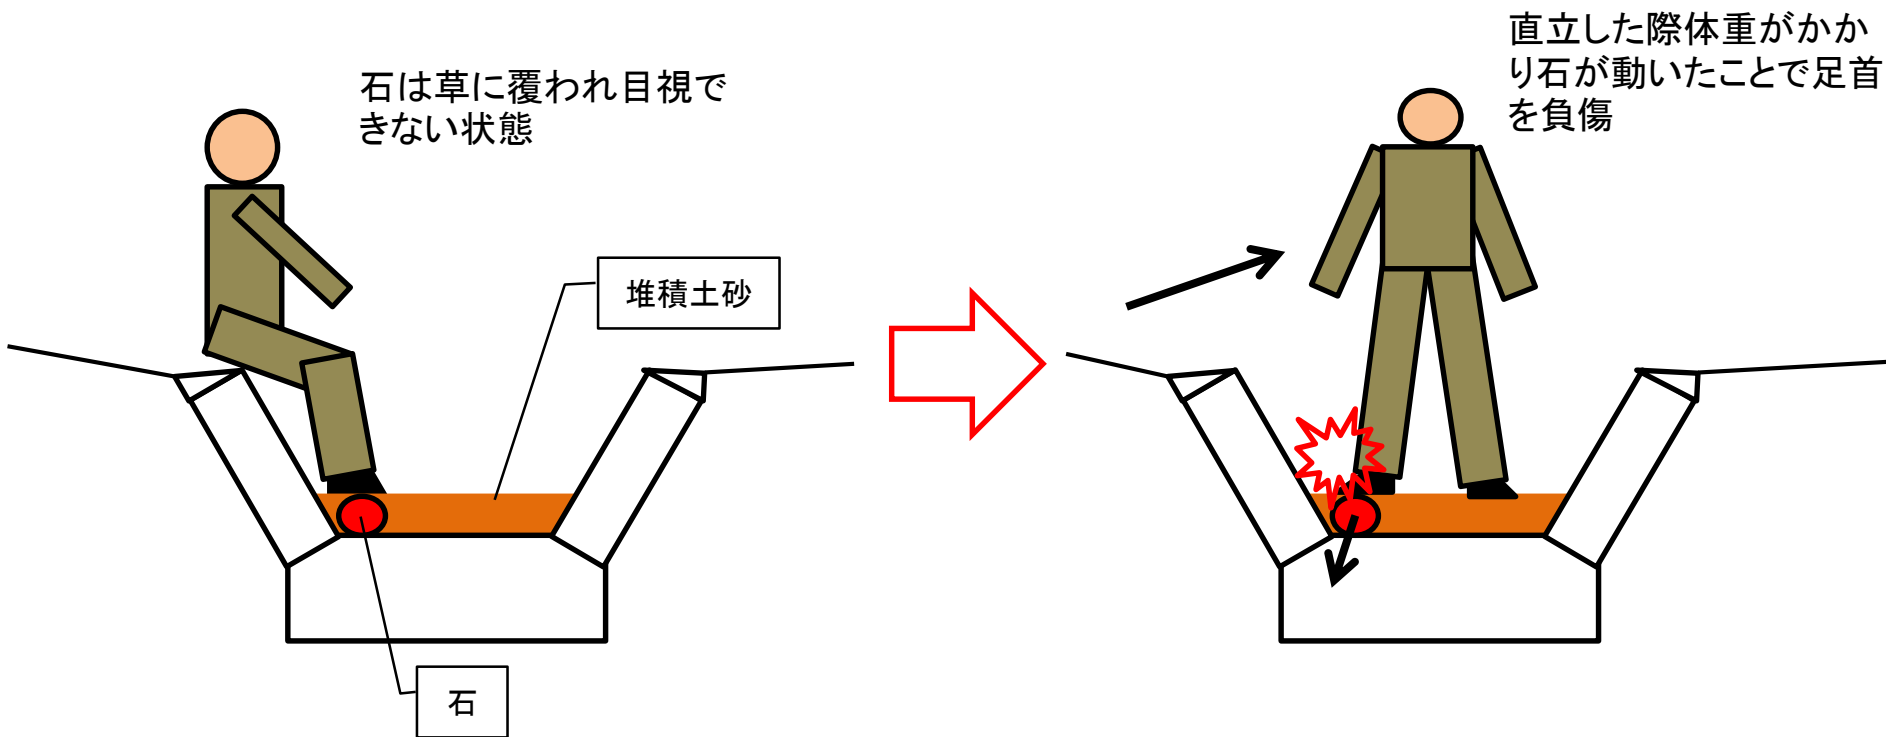 石は草に覆われ目視で
きない状態
堆積土砂
石
直立した際体重がかか
り石が動いたことで足首
を負傷